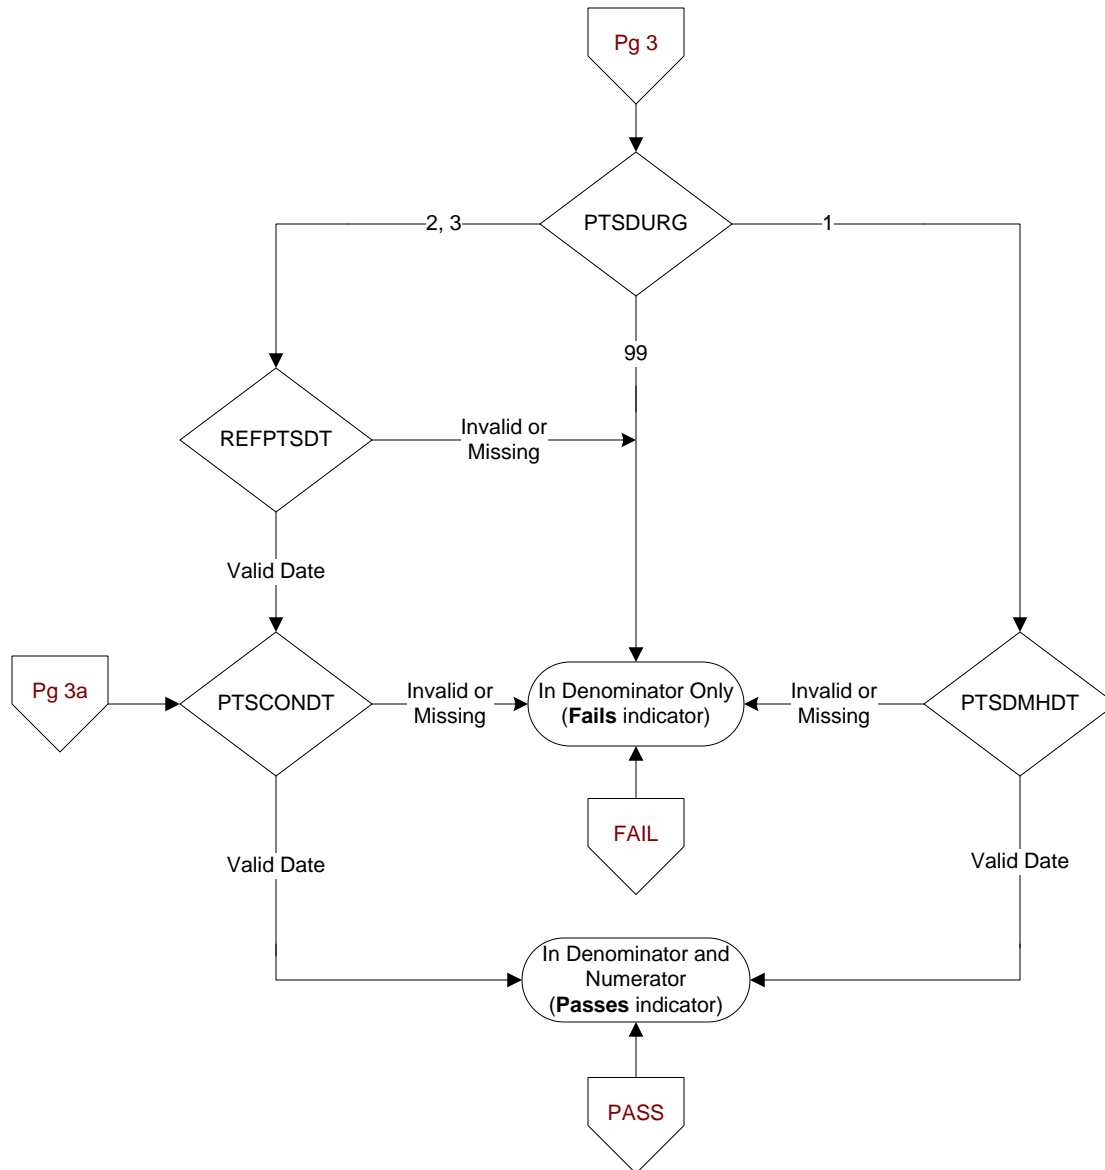 Pg 3
PTSDURG
2, 3
1
99
REFPTSDT
Invalid or
Missing
Valid Date
Pg 3a
PTSCONDT
Invalid or
Missing
In Denominator Only
(Fails indicator)
Invalid or
Missing
PTSDMHDT
FAIL
Valid Date
Valid Date
In Denominator and
Numerator
(Passes indicator)
PASS